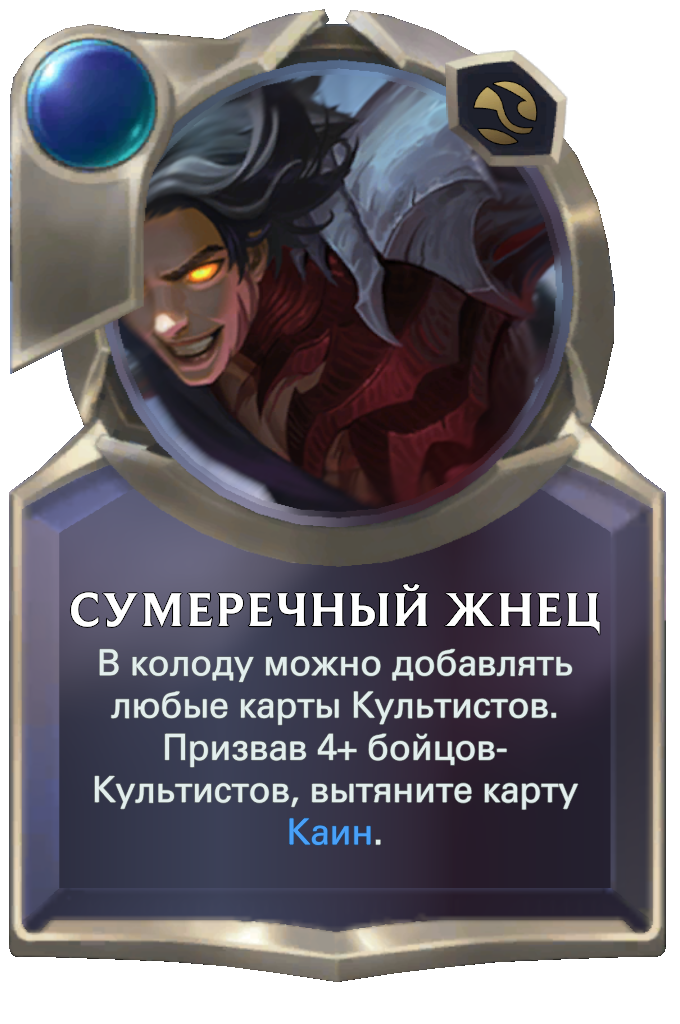 СУМЕРЕЧНЫЙ ЖНЕЦ
В колоду можно добавлять
любые карты Культистов.
Призвав 4+ бойцов-
Культистов, вытяните карту
Каин.